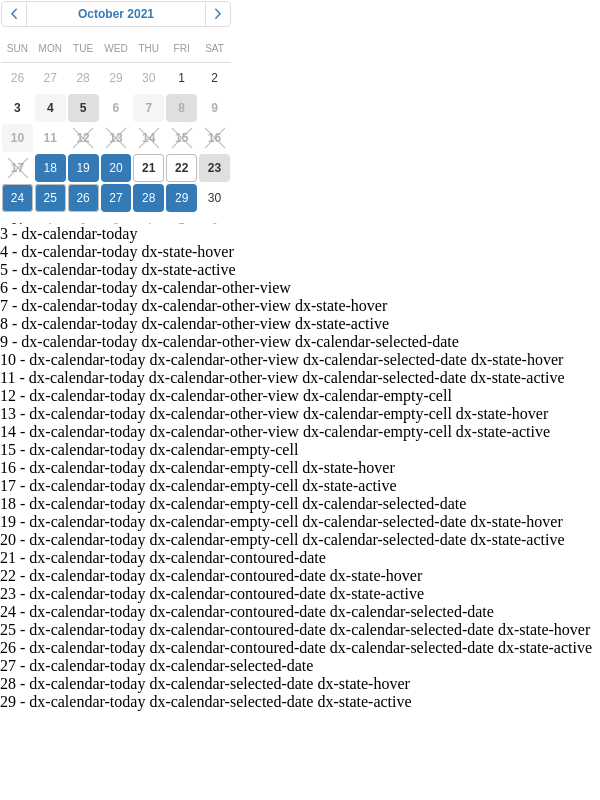 October 2021
SUN MON TUE WED THU FRI SAT
26 27 28 29 30 1 2
3 4 5 6 7 8 9
10 11 12 13 14 15 16
17 18 19 20 21 22 23
24 25 26 27 28 29 30
3 - dx-calendar-today
4 - dx-calendar-today dx-state-hover
5 - dx-calendar-today dx-state-active
6 - dx-calendar-today dx-calendar-other-view
7 - dx-calendar-today dx-calendar-other-view dx-state-hover
8 - dx-calendar-today dx-calendar-other-view dx-state-active
9 - dx-calendar-today dx-calendar-other-view dx-calendar-selected-date
10 - dx-calendar-today dx-calendar-other-view dx-calendar-selected-date dx-state-hover
11 - dx-calendar-today dx-calendar-other-view dx-calendar-selected-date dx-state-active
12 - dx-calendar-today dx-calendar-other-view dx-calendar-empty-cell
13 - dx-calendar-today dx-calendar-other-view dx-calendar-empty-cell dx-state-hover
14 - dx-calendar-today dx-calendar-other-view dx-calendar-empty-cell dx-state-active
15 - dx-calendar-today dx-calendar-empty-cell
16 - dx-calendar-today dx-calendar-empty-cell dx-state-hover
17 - dx-calendar-today dx-calendar-empty-cell dx-state-active
18 - dx-calendar-today dx-calendar-empty-cell dx-calendar-selected-date
19 - dx-calendar-today dx-calendar-empty-cell dx-calendar-selected-date dx-state-hover
20 - dx-calendar-today dx-calendar-empty-cell dx-calendar-selected-date dx-state-active
21 - dx-calendar-today dx-calendar-contoured-date
22 - dx-calendar-today dx-calendar-contoured-date dx-state-hover
23 - dx-calendar-today dx-calendar-contoured-date dx-state-active
24 - dx-calendar-today dx-calendar-contoured-date dx-calendar-selected-date
25 - dx-calendar-today dx-calendar-contoured-date dx-calendar-selected-date dx-state-hover
26 - dx-calendar-today dx-calendar-contoured-date dx-calendar-selected-date dx-state-active
27 - dx-calendar-today dx-calendar-selected-date
28 - dx-calendar-today dx-calendar-selected-date dx-state-hover
29 - dx-calendar-today dx-calendar-selected-date dx-state-active